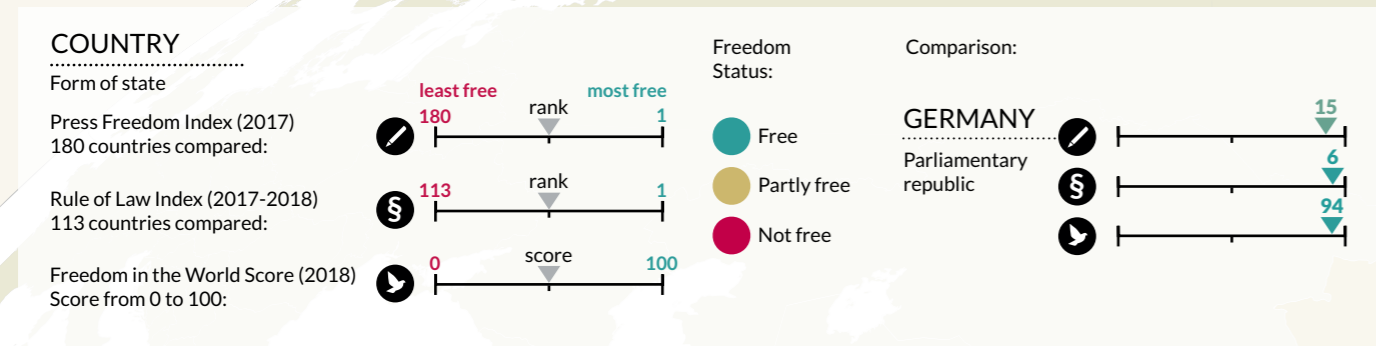 COUNTRY
Form of state
least free
most free
Press Freedom Index (2017)
180 countries compared:
180
rank
1
Rule of Law Index (2017-2018)
113 countries compared:
113
rank
1
Freedom in the World Score (2018)
Score from 0 to 100:
0
score
100
Freedom
Status:
Free
Partly free
Not free
Comparison:
GERMANY
Parliamentary
republic
15
§
6
94
§